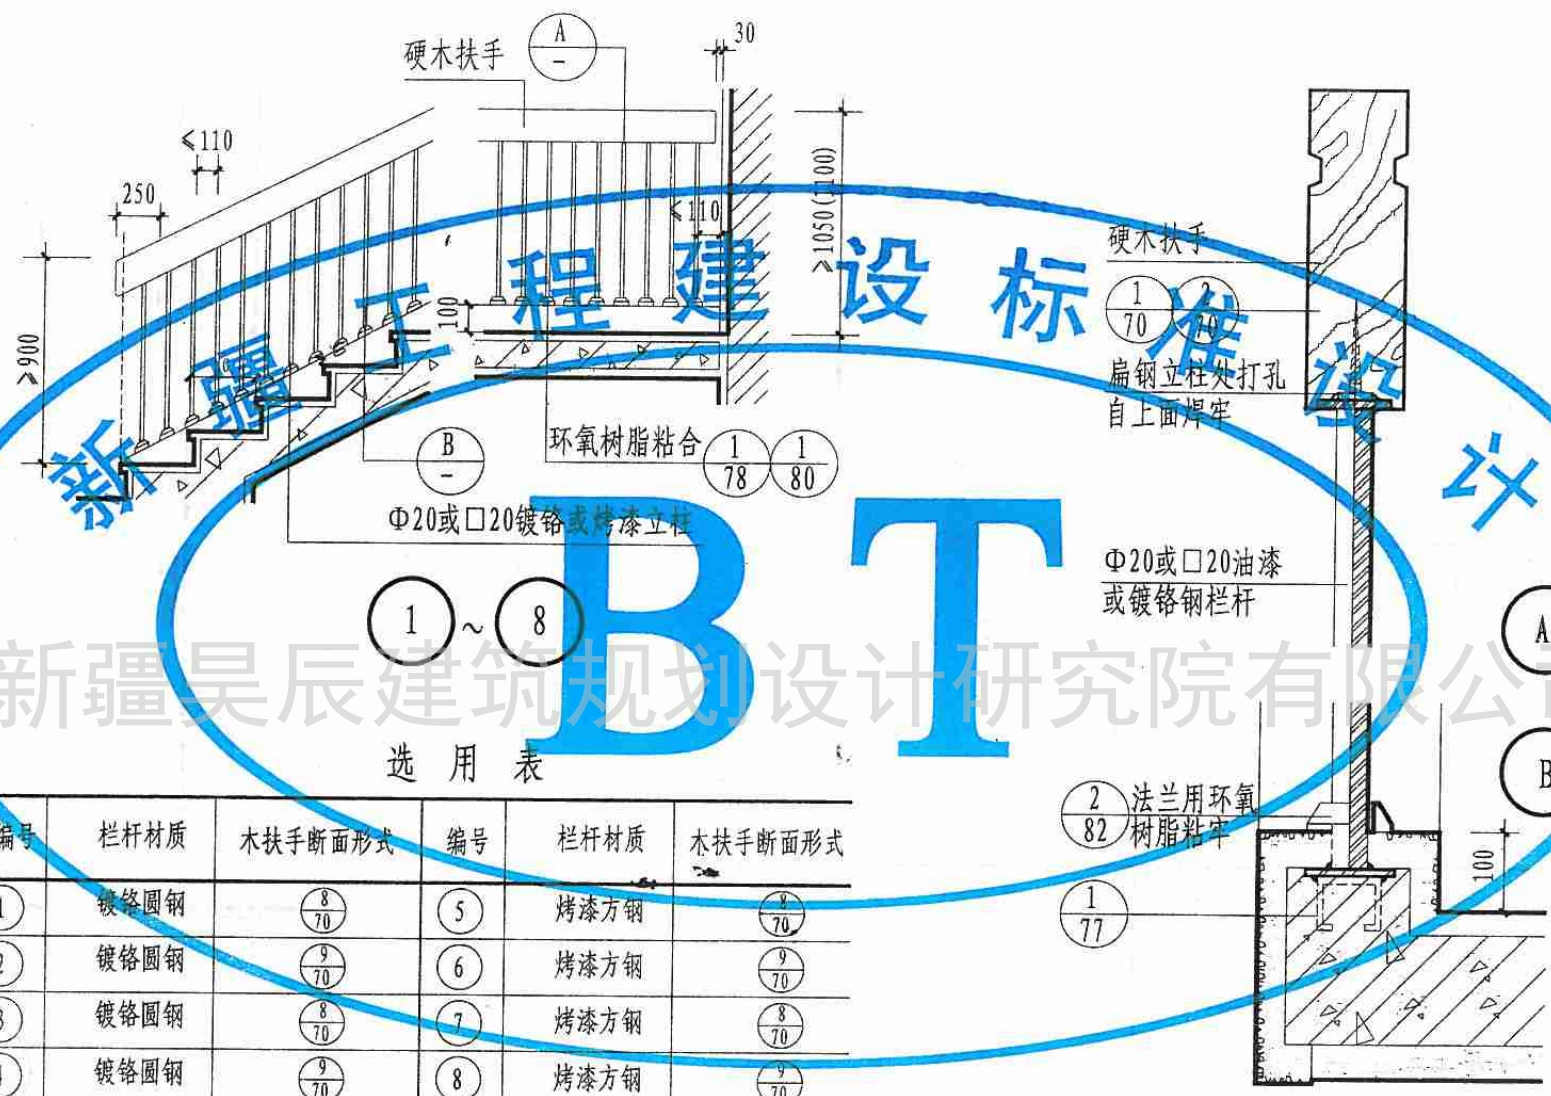 硬木扶手
A
-
30
≤110
250
≥900
≤110
100
≥1050(1100)
B
-
环氧树脂粘合
1
78
1
80
Φ20或□20镀铬或烤漆立柱
1 ~ 8
硬木扶手
1
70
2
70
扁钢立柱处打孔
自上面焊牢
Φ20或□20油漆
或镀铬钢栏杆
A
B
2
82
法兰用环氧
树脂粘牢
1
77
100
新疆工程建设标准设计
BT
新疆昊辰建筑规划设计研究院有限公司
选用表
编号 栏杆材质 木扶手断面形式 编号 栏杆材质 木扶手断面形式
1 镀铬圆钢 8/70 5 烤漆方钢 8/70
2 镀铬圆钢 9/70 6 烤漆方钢 9/70
3 镀铬圆钢 8/70 7 烤漆方钢 8/70
镀铬圆钢 9/70 8 烤漆方钢 9/70